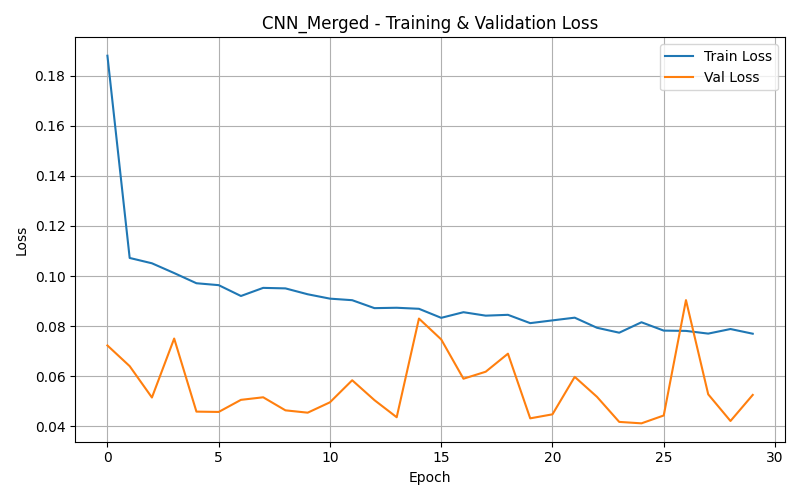 CNN_Merged - Training & Validation Loss
Train Loss
Val Loss
Loss
0.18
0.16
0.14
0.12
0.10
0.08
0.06
0.04
0 5 10 15 20 25 30
Epoch